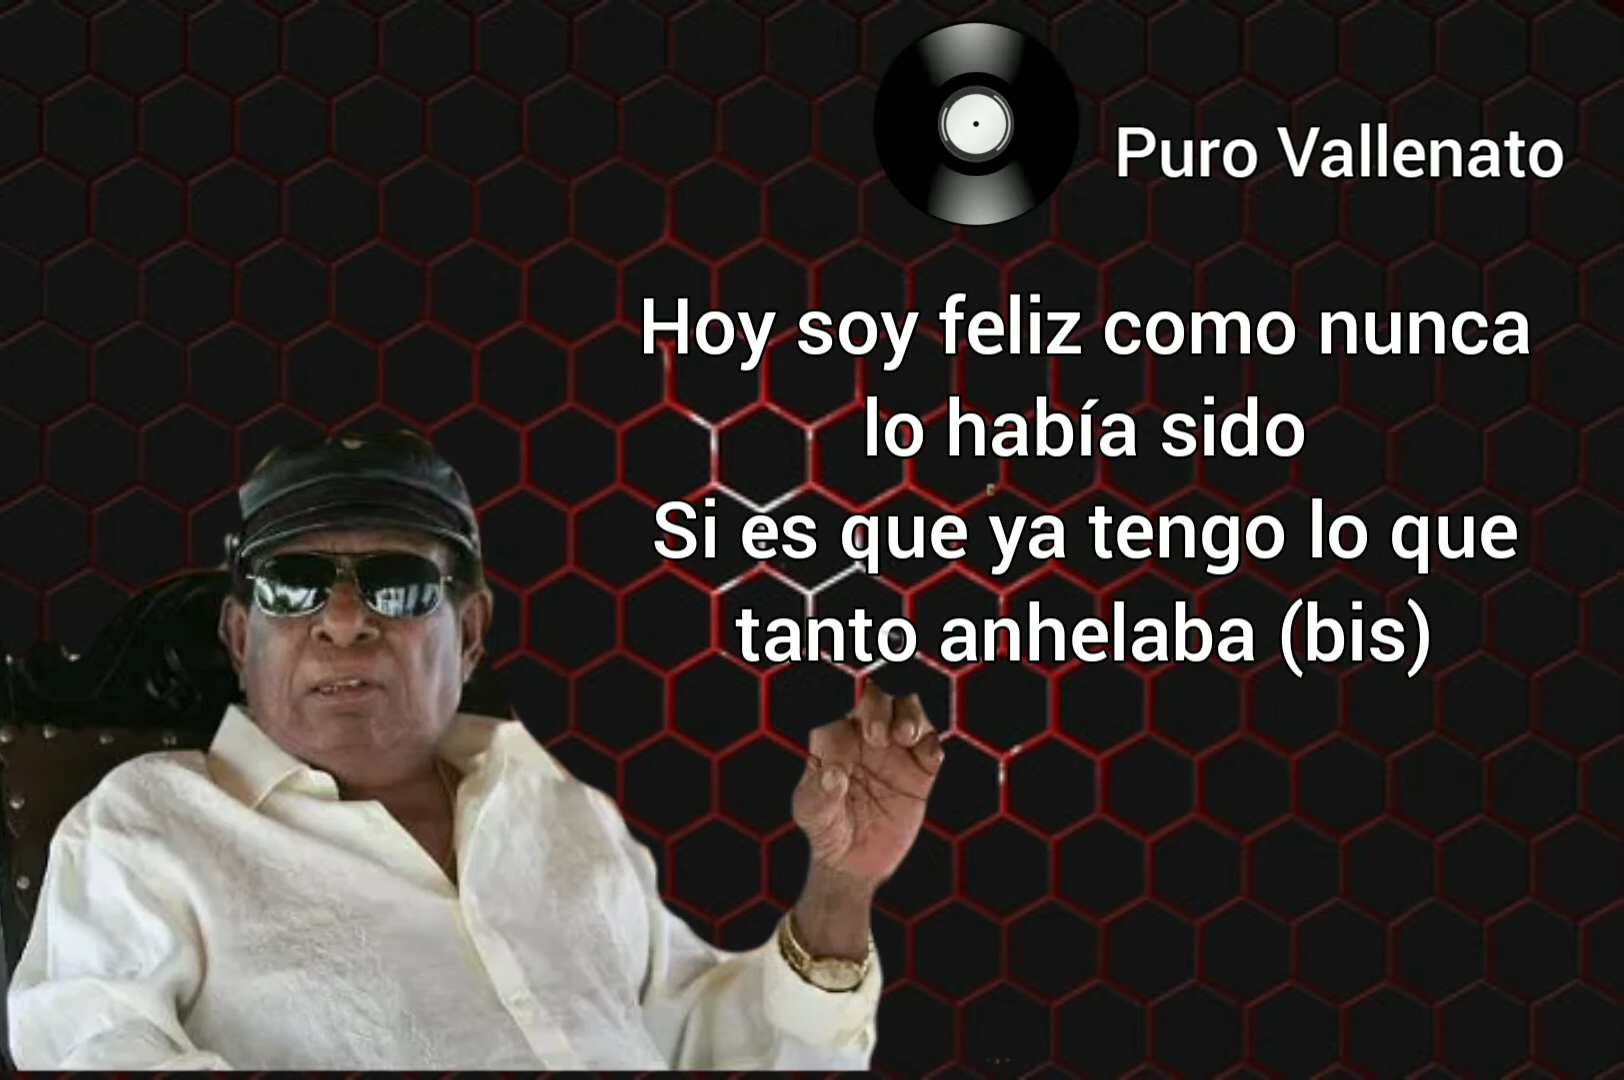 Puro Vallenato
Hoy soy feliz como nunca
lo había sido
Si es que ya tengo lo que
tanto anhelaba (bis)